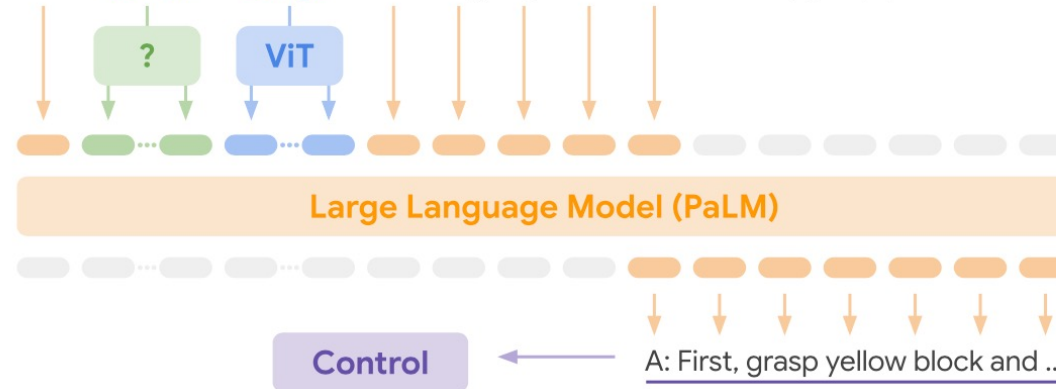 ? ViT
Large Language Model (PaLM)
Control
A: First, grasp yellow block and ..